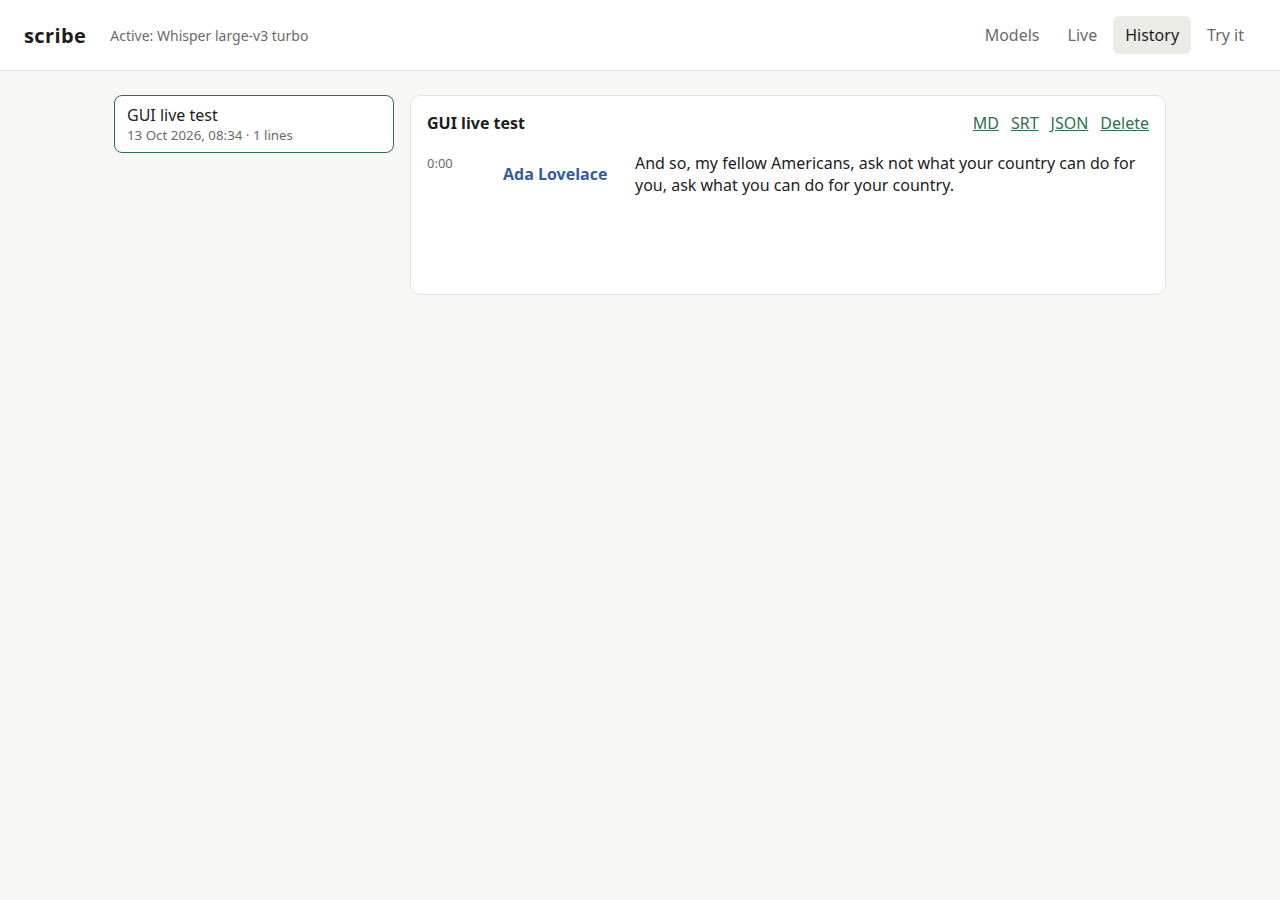 scribe
Active: Whisper large-v3 turbo
Models
Live
History
Try it
GUI live test
13 Oct 2026, 08:34 · 1 lines
GUI live test
MD
SRT
JSON
Delete
0:00
Ada Lovelace
And so, my fellow Americans, ask not what your country can do for
you, ask what you can do for your country.